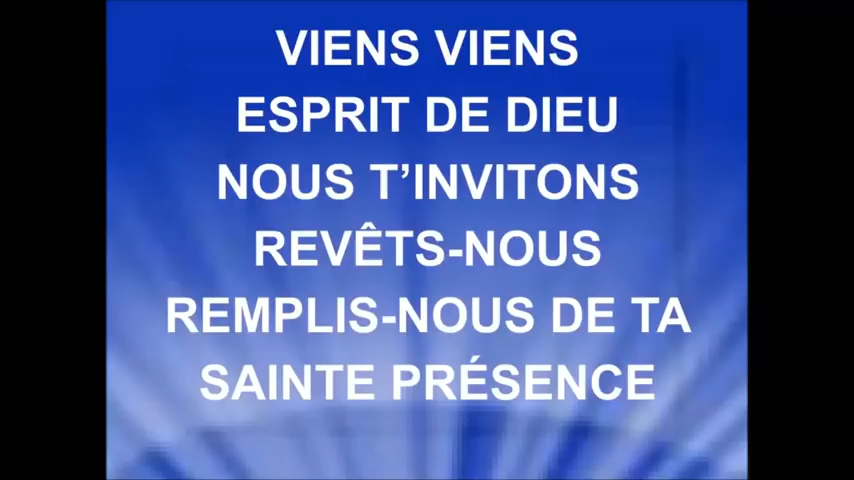 VIENS VIENS
ESPRIT DE DIEU
NOUS T’INVITONS
REVÊTS-NOUS
REMPLIS-NOUS DE TA
SAINTE PRÉSENCE